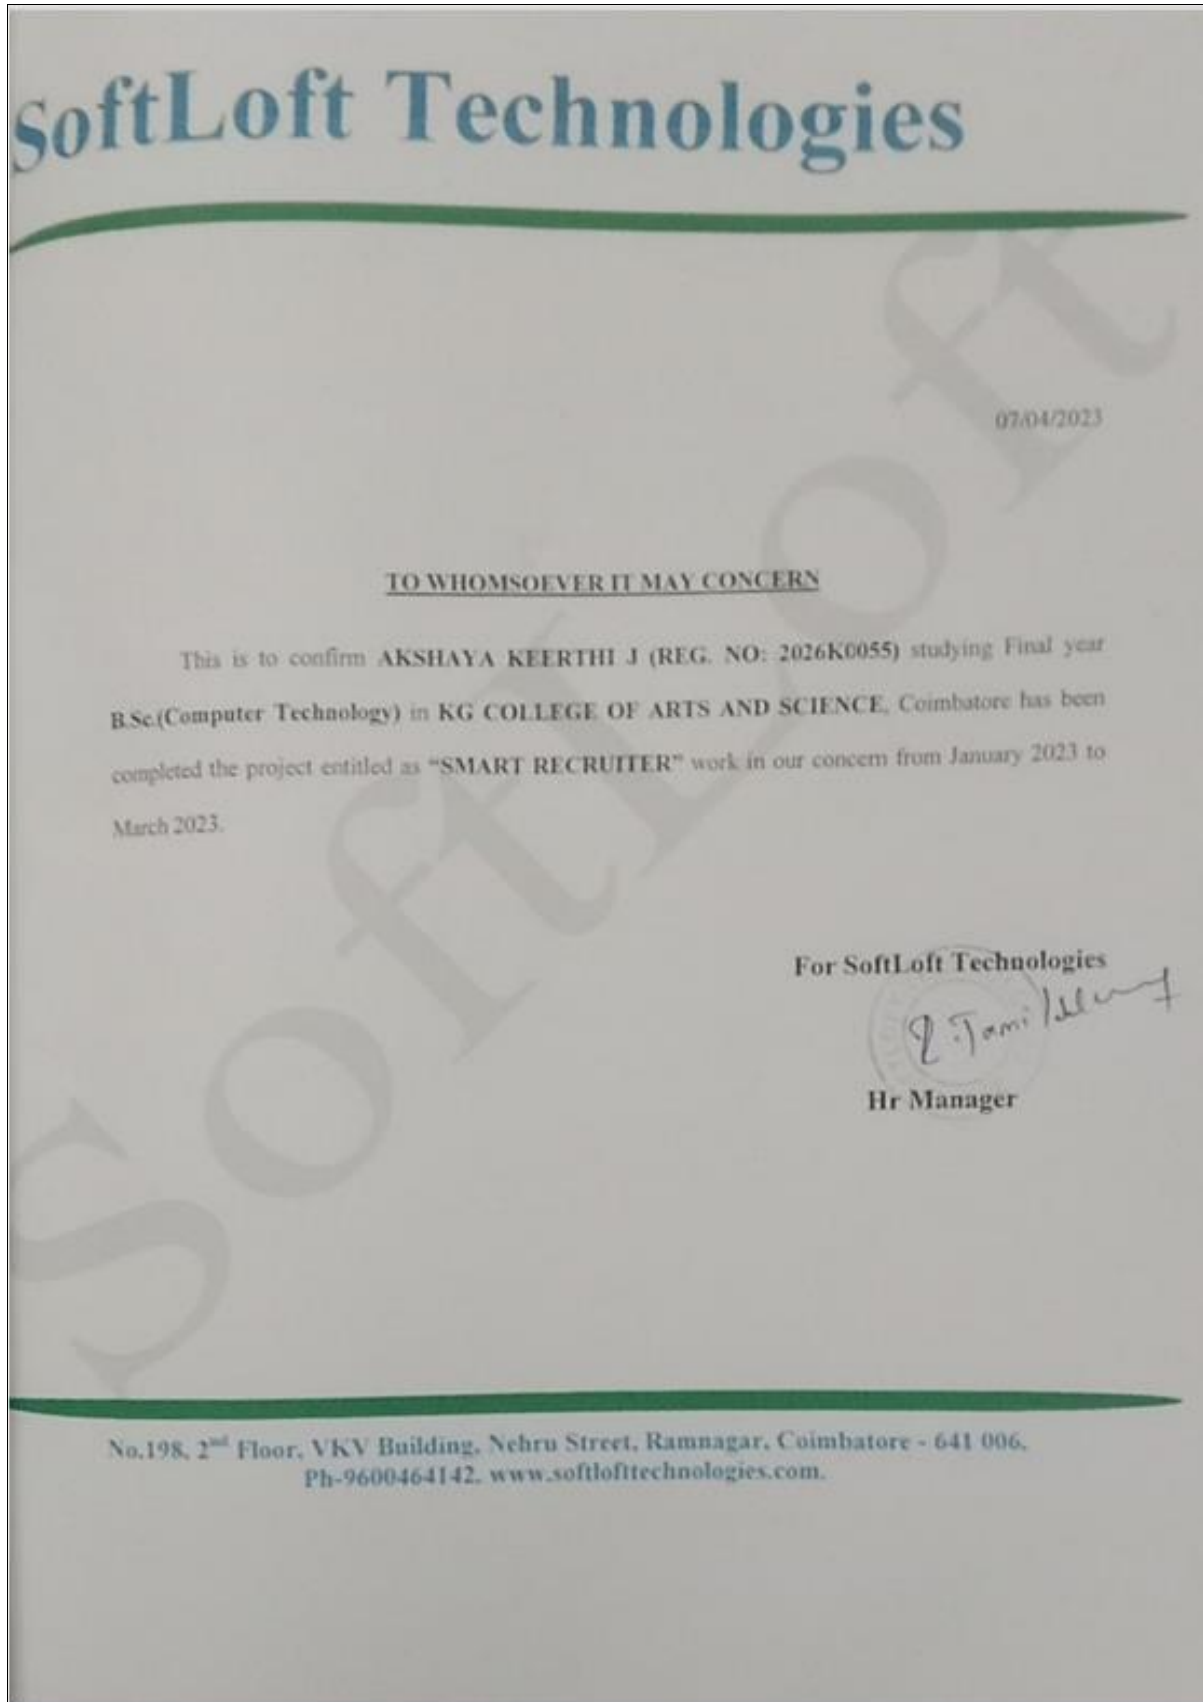 SoftLoft Technologies
07/04/2023
TO WHOMSOEVER IT MAY CONCERN
This is to confirm AKSHAYA KEERTHI J (REG. NO: 2026K0055) studying Final year
B.Sc.(Computer Technology) in KG COLLEGE OF ARTS AND SCIENCE, Coimbatore has been
completed the project entitled as “SMART RECRUITER” work in our concern from January 2023 to
March 2023.
For SoftLoft Technologies
Hr Manager
SoftLoft
No.198, 2nd Floor, VKV Building, Nehru Street, Ramnagar, Coimbatore - 641 006,
Ph-9600464142. www.softlofttechnologies.com.